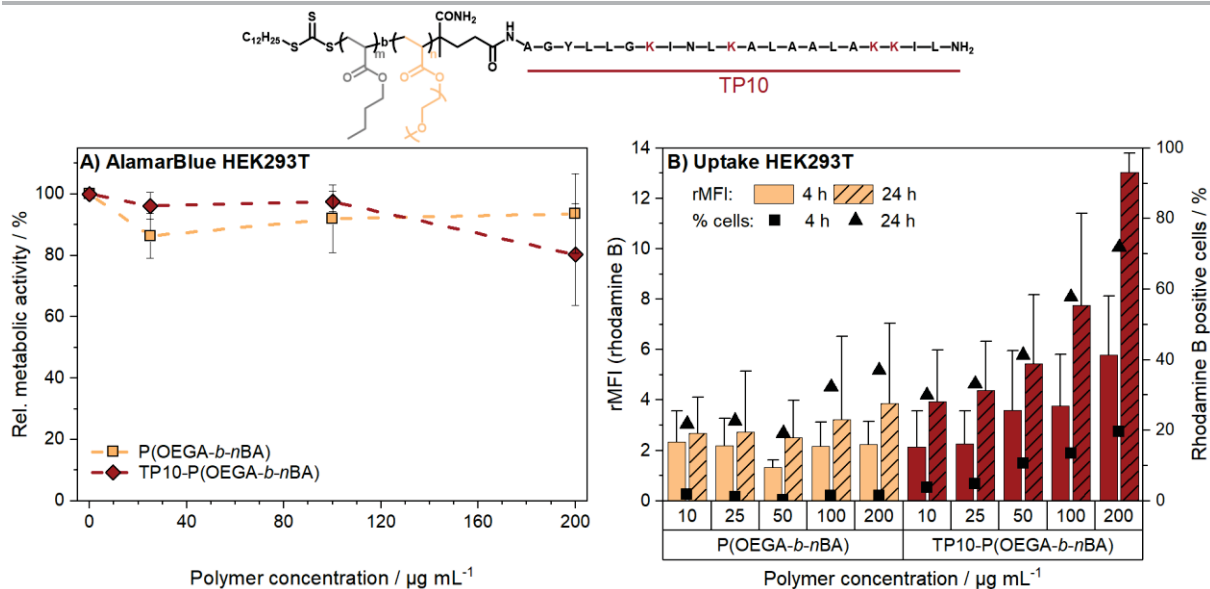 CONH₂
C₁₂H₂₅
S
S
S
b
m
n
O
O
O
O
O
O
H
N
A—G—Y—L—L—G—K—I—N—L—K—A—L—A—A—L—A—K—K—I—L—NH₂
TP10
A) AlamarBlue HEK293T
Rel. metabolic activity / %
100
80
60
40
20
0
P(OEGA-b-nBA)
TP10-P(OEGA-b-nBA)
0 40 80 120 160 200
Polymer concentration / µg mL⁻¹
B) Uptake HEK293T
rMFI: 4 h 24 h
% cells: 4 h 24 h
rMFI (rhodamine B)
14
12
10
8
6
4
2
0
Rhodamine B positive cells / %
100
80
60
40
20
0
10 25 50 100 200 10 25 50 100 200
P(OEGA-b-nBA) TP10-P(OEGA-b-nBA)
Polymer concentration / µg mL⁻¹